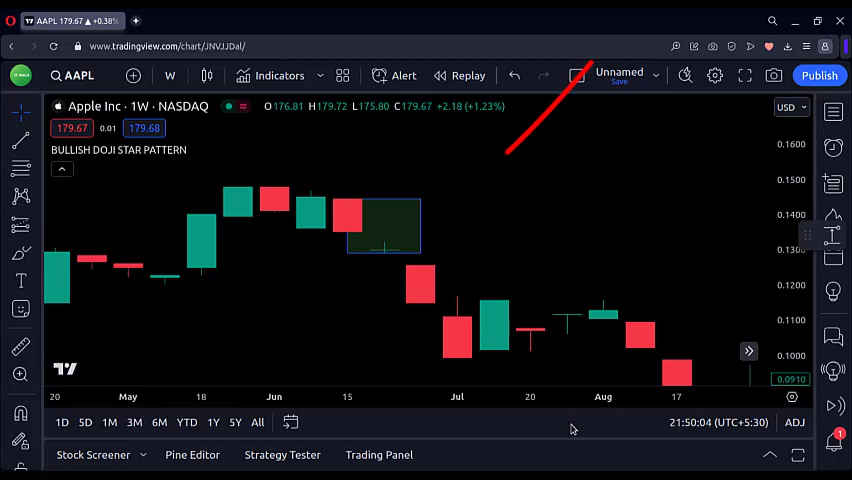 AAPL 179.67 ▲ +0.38%
www.tradingview.com/chart/JNVJJDal/
AAPL
W
Indicators
Alert
Replay
Unnamed
Save
Publish
Apple Inc · 1W · NASDAQ
O176.81 H179.72 L175.80 C179.67 +2.18 (+1.23%)
USD
179.67
0.01
179.68
BULLISH DOJI STAR PATTERN
0.1600
0.1500
0.1400
0.1300
0.1200
0.1100
0.1000
0.0910
20
May
18
Jun
15
Jul
20
Aug
17
1D 5D 1M 3M 6M YTD 1Y 5Y All
21:50:04 (UTC+5:30)
ADJ
1
Stock Screener
Pine Editor
Strategy Tester
Trading Panel